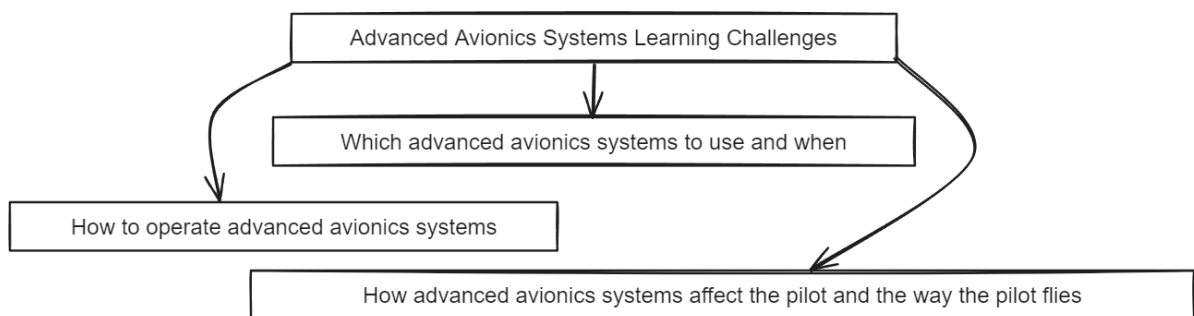 Advanced Avionics Systems Learning Challenges
Which advanced avionics systems to use and when
How to operate advanced avionics systems
How advanced avionics systems affect the pilot and the way the pilot flies